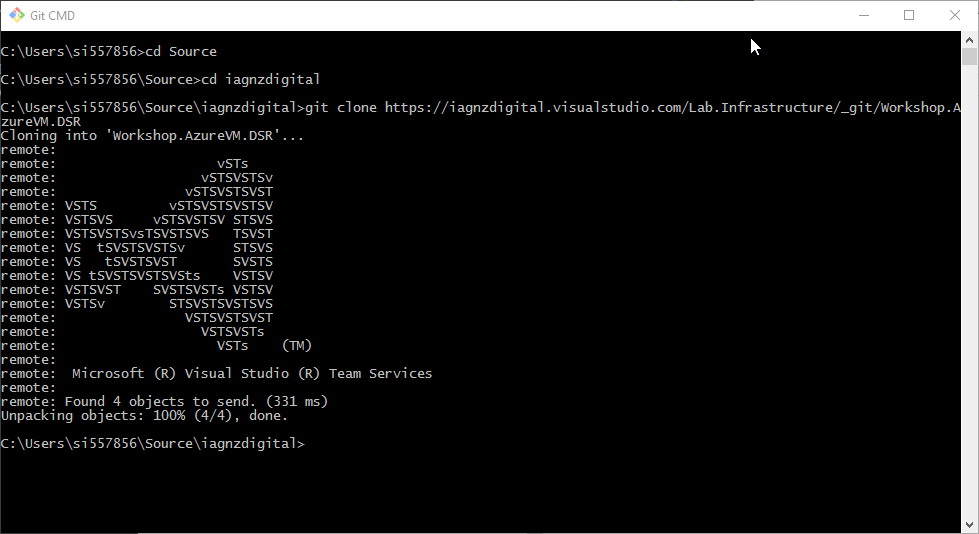 Git CMD
C:\Users\si557856>cd Source
C:\Users\si557856\Source>cd iagnzdigital
C:\Users\si557856\Source\iagnzdigital>git clone https://iagnzdigital.visualstudio.com/Lab.Infrastructure/_git/Workshop.A
zureVM.DSR
Cloning into 'Workshop.AzureVM.DSR'...
remote:
remote:                    vSTs
remote:                  vSTSVSTSv
remote:                vSTSVSTSVST
remote: VSTS         vSTSVSTSVSTSV
remote: VSTSVS     vSTSVSTSV STSVS
remote: VSTSVSTSvsTSVSTSVS   TSVST
remote: VS  tSVSTSVSTSv      STSVS
remote: VS   tSVSTSVST       SVSTS
remote: VS tSVSTSVSTSVSts    VSTSV
remote: VSTSVST    SVSTSVSTs VSTSV
remote: VSTSv        STSVSTSVSTSVS
remote:                VSTSVSTSVST
remote:                  VSTSVSTs
remote:                    VSTs    (TM)
remote:
remote:  Microsoft (R) Visual Studio (R) Team Services
remote:
remote: Found 4 objects to send. (331 ms)
Unpacking objects: 100% (4/4), done.
C:\Users\si557856\Source\iagnzdigital>